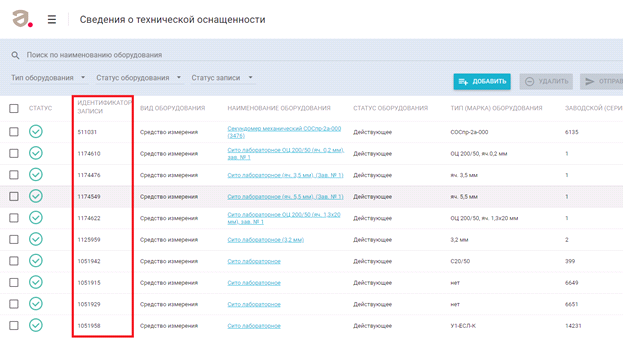 a.
Сведения о технической оснащенности
Поиск по наименованию оборудования
Тип оборудования Статус оборудования Статус записи ДОБАВИТЬ УДАЛИТЬ ОТПРАВ
СТАТУС ИДЕНТИФИКАТОР ЗАПИСИ ВИД ОБОРУДОВАНИЯ НАИМЕНОВАНИЕ ОБОРУДОВАНИЯ СТАТУС ОБОРУДОВАНИЯ ТИП (МАРКА) ОБОРУДОВАНИЯ ЗАВОДСКОЙ (СЕРИ
511031 Средство измерения Секундомер механический СОСпр-2а-000 (3476) Действующее СОСпр-2а-000 6135
1174610 Средство измерения Сито лабораторное ОЦ 200/50 (яч. 0,2 мм), зав. № 1 Действующее ОЦ 200/50, яч 0,2 мм 1
1174476 Средство измерения Сито лабораторное (яч. 3,5 мм), (Зав. № 1) Действующее яч. 3,5 мм 1
1174549 Средство измерения Сито лабораторное (яч. 5,5 мм), (Зав. № 1) Действующее яч. 5,5 мм 1
1174622 Средство измерения Сито лабораторное ОЦ 200/50 (яч. 1,3х20 мм), зав. № 1 Действующее ОЦ 200/50, яч. 1,3х20 мм 1
1125959 Средство измерения Сито лабораторное (3,2 мм) Действующее 3,2 мм 2
1051942 Средство измерения Сито лабораторное Действующее С20/50 399
1051915 Средство измерения Сито лабораторное Действующее нет 6649
1051929 Средство измерения Сито лабораторное Действующее нет 6651
1051958 Средство измерения Сито лабораторное Действующее У1-ЕСЛ-К 14231